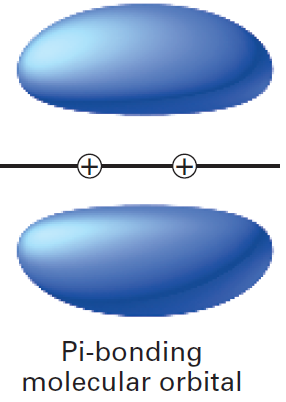 + +
Pi-bonding
molecular orbital